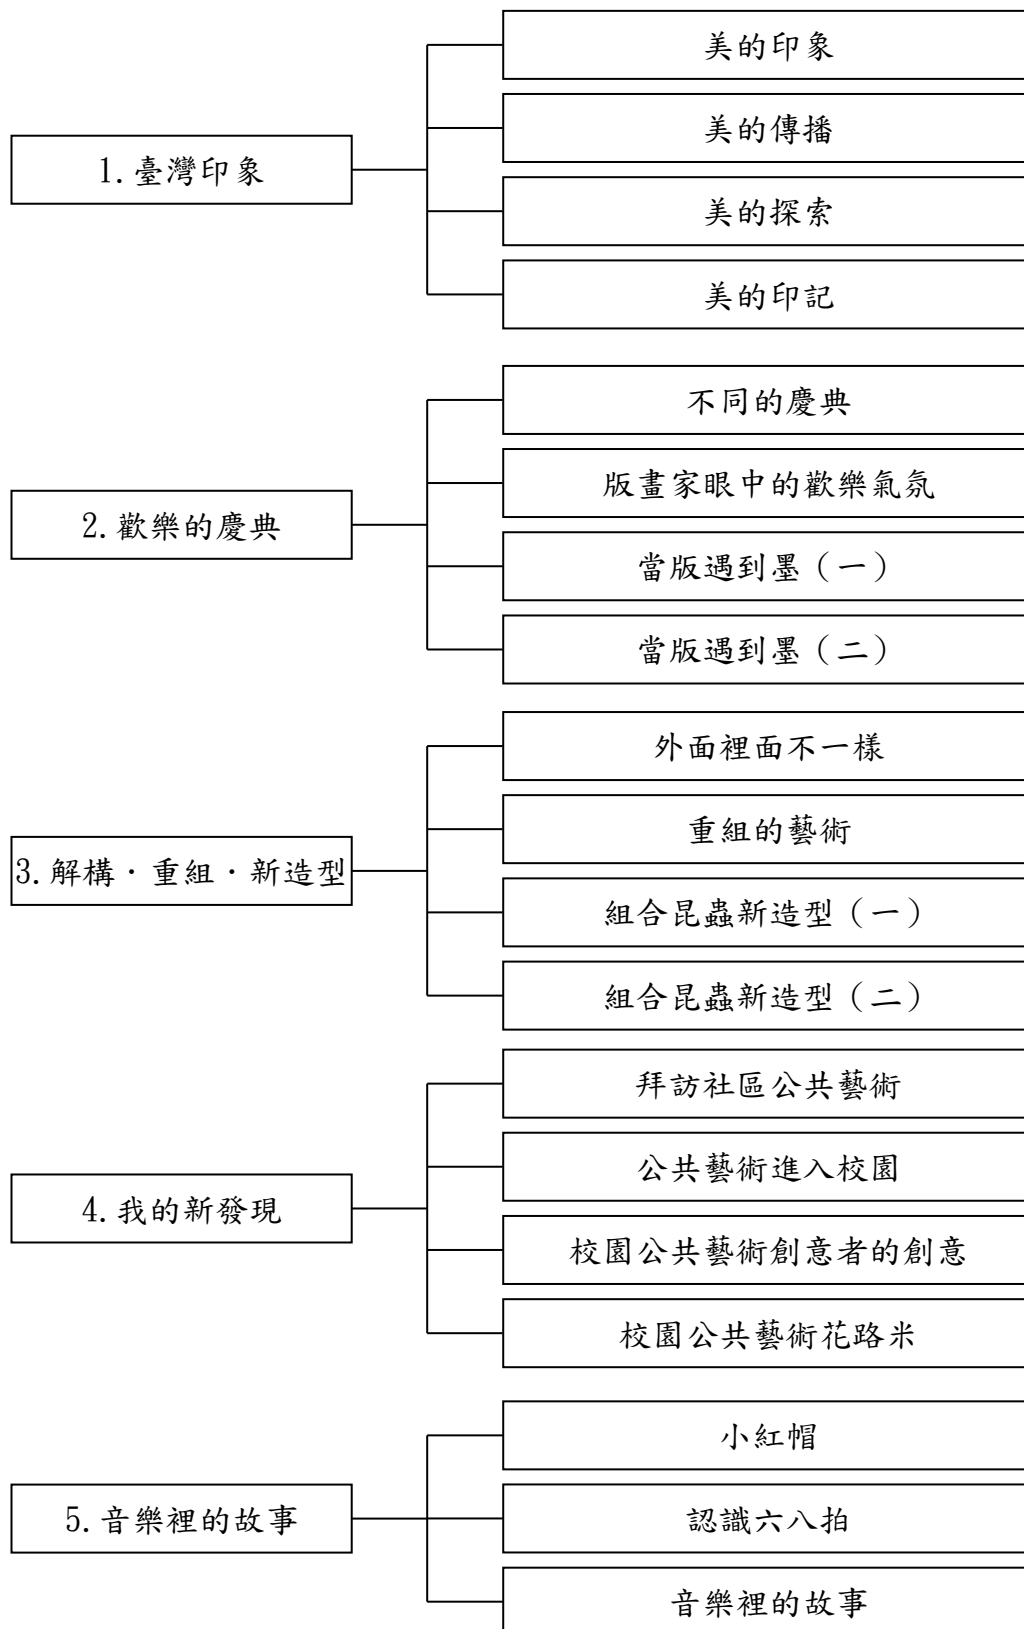 1.臺灣印象
美的印象
美的傳播
美的探索
美的印記
2.歡樂的慶典
不同的慶典
版畫家眼中的歡樂氣氛
當版遇到墨（一）
當版遇到墨（二）
3.解構．重組．新造型
外面裡面不一樣
重組的藝術
組合昆蟲新造型（一）
組合昆蟲新造型（二）
4.我的新發現
拜訪社區公共藝術
公共藝術進入校園
校園公共藝術創意者的創意
校園公共藝術花路米
5.音樂裡的故事
小紅帽
認識六八拍
音樂裡的故事